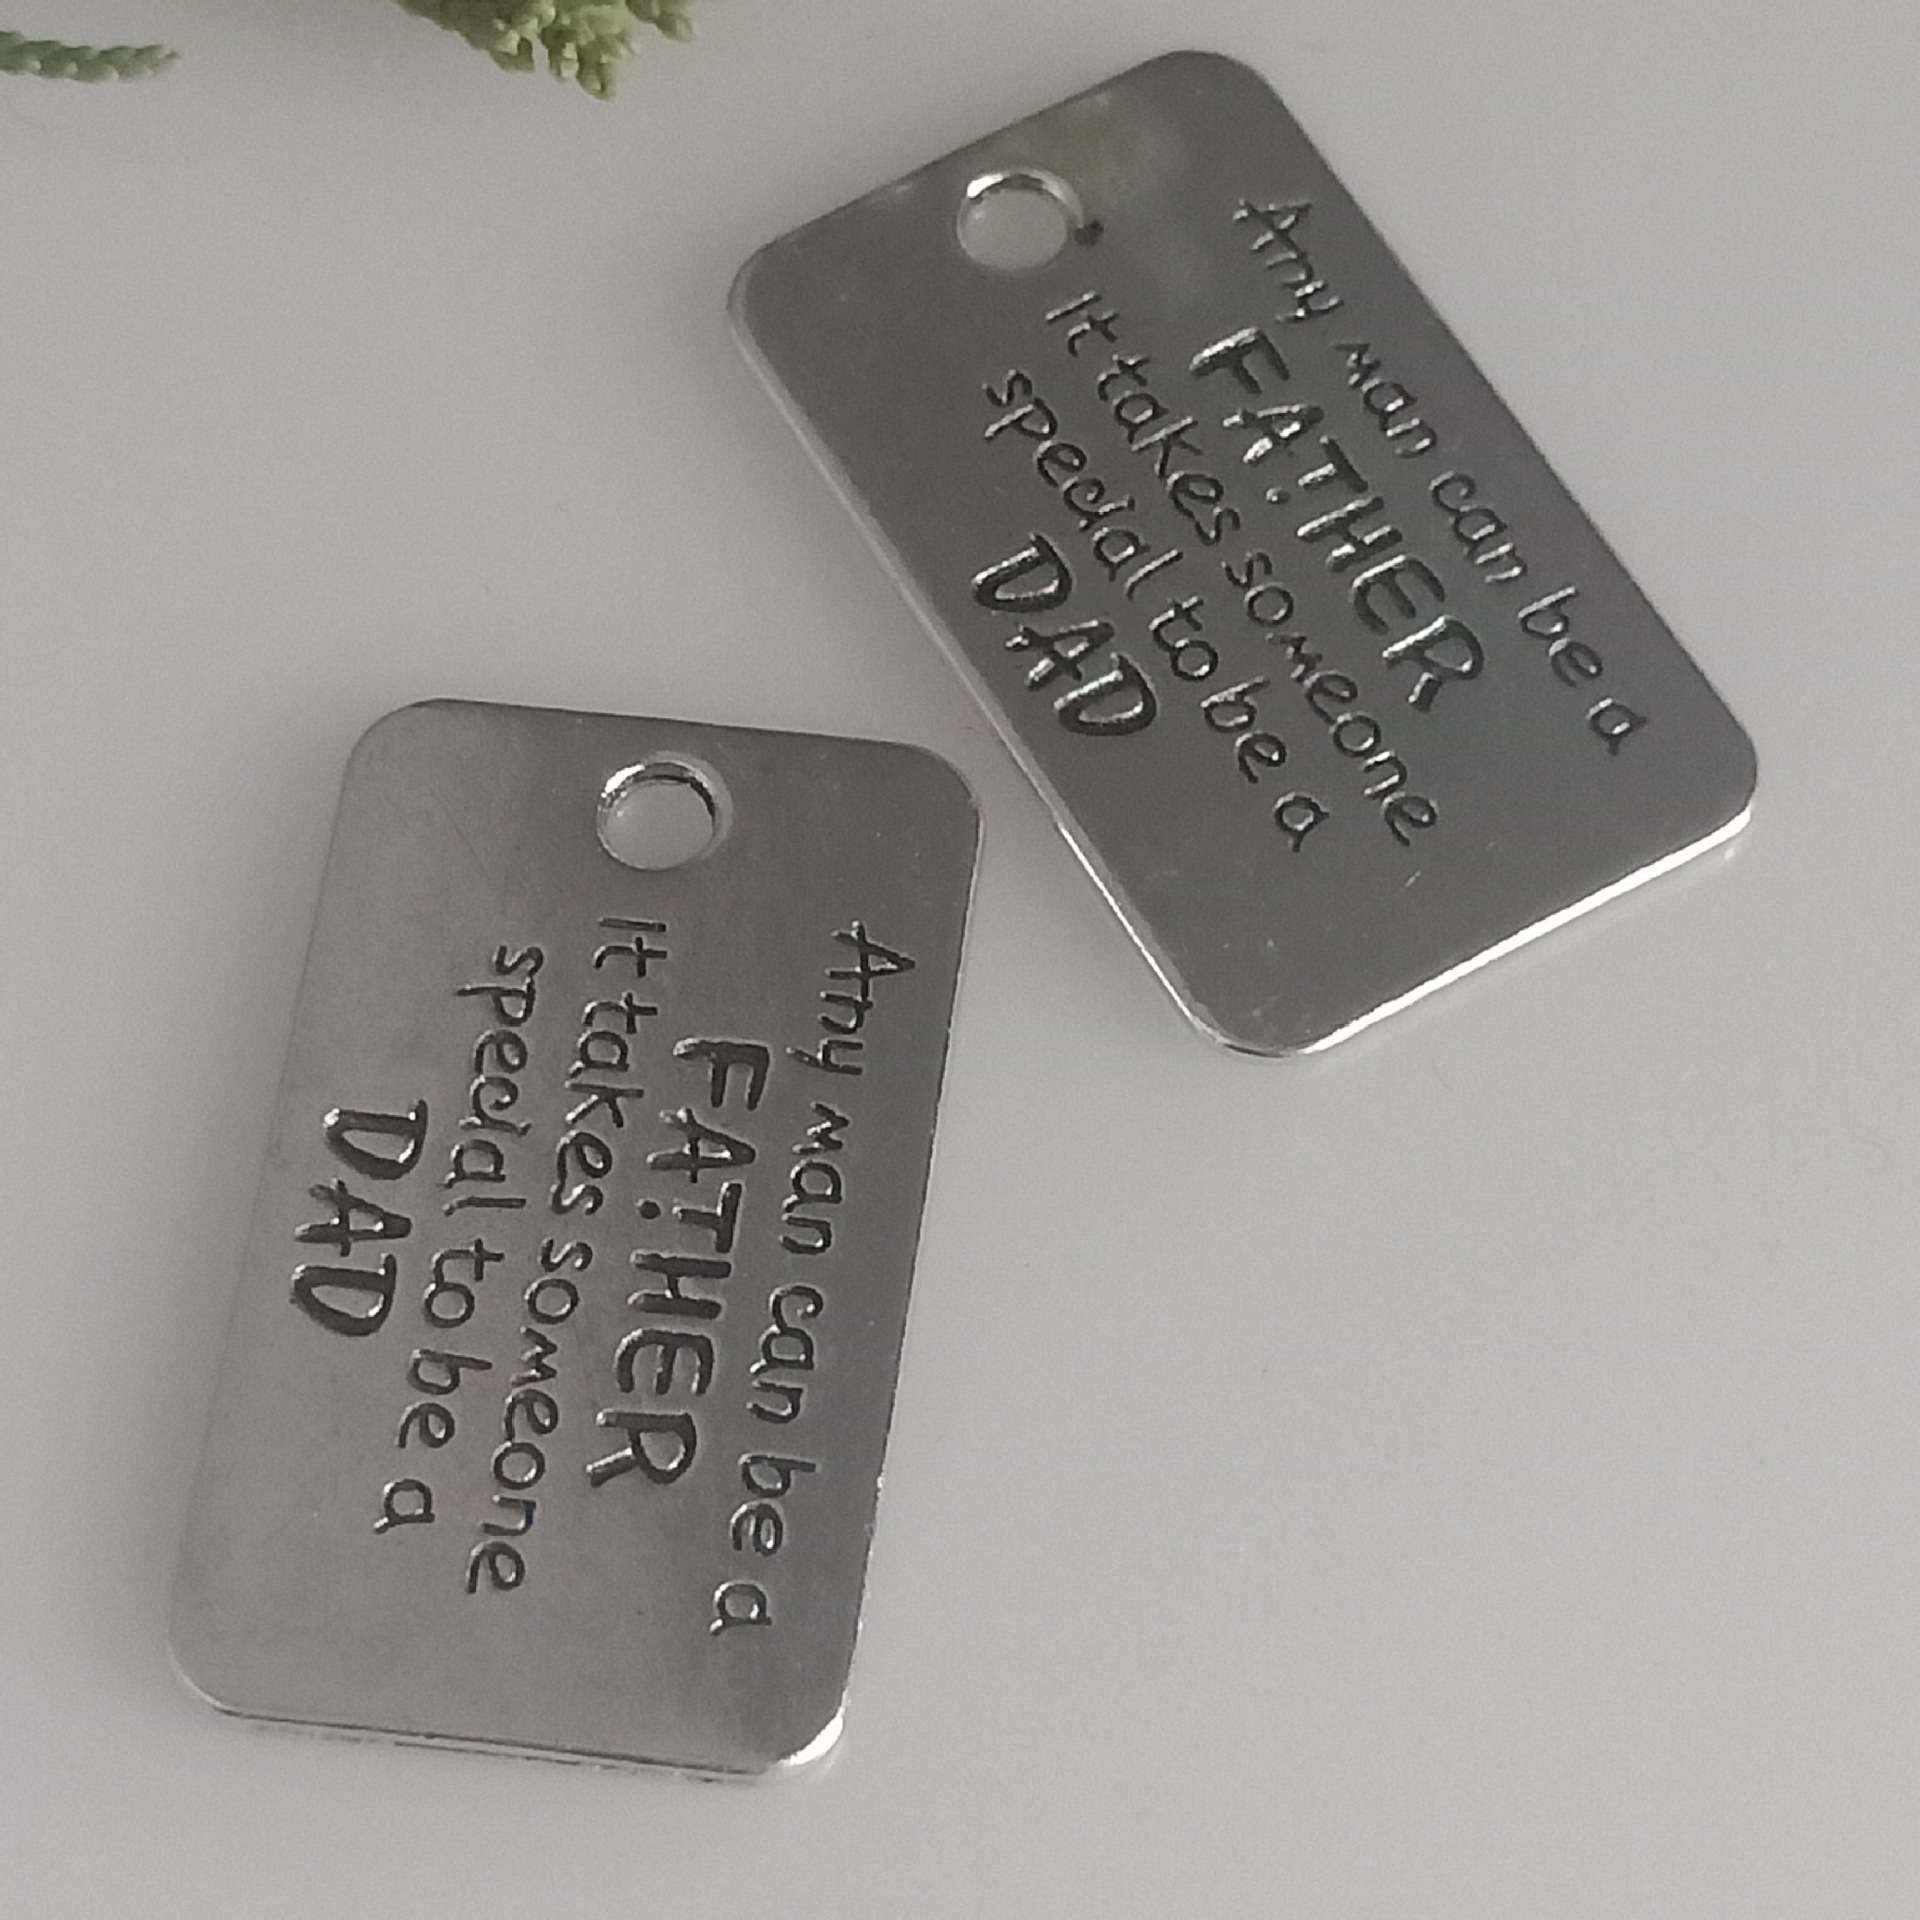 Any man can be a
FATHER
It takes someone
special to be a
DAD
Any man can be a
FATHER
It takes someone
special to be a
DAD